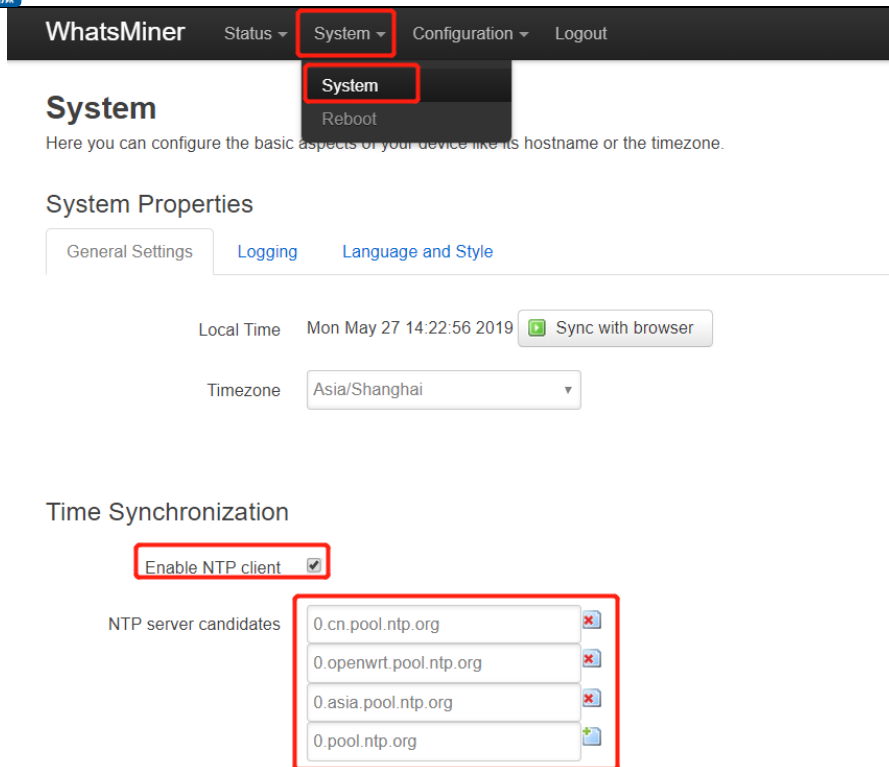 WhatsMiner Status System Configuration Logout
System
Reboot
System
Here you can configure the basic aspects of your device like its hostname or the timezone.
System Properties
General Settings Logging Language and Style
Local Time Mon May 27 14:22:56 2019 Sync with browser
Timezone Asia/Shanghai
Time Synchronization
Enable NTP client
NTP server candidates 0.cn.pool.ntp.org
0.openwrt.pool.ntp.org
0.asia.pool.ntp.org
0.pool.ntp.org